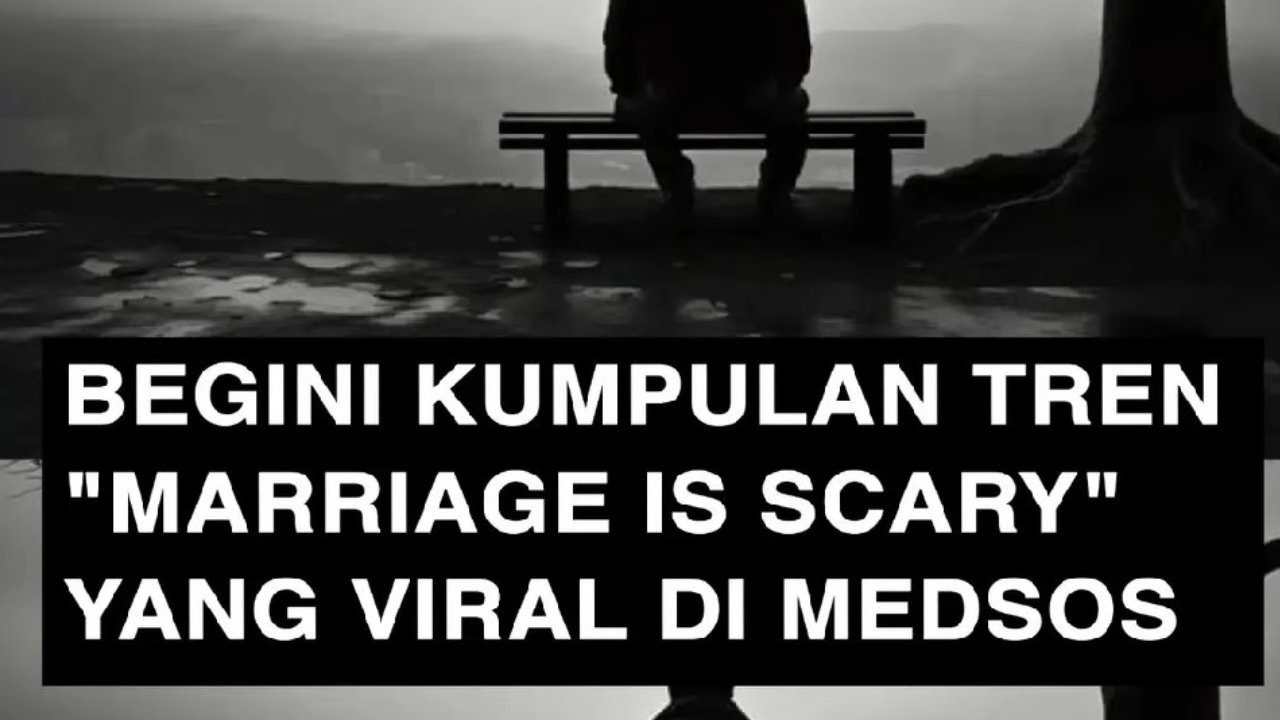 BEGINI KUMPULAN TREN
"MARRIAGE IS SCARY"
YANG VIRAL DI MEDSOS